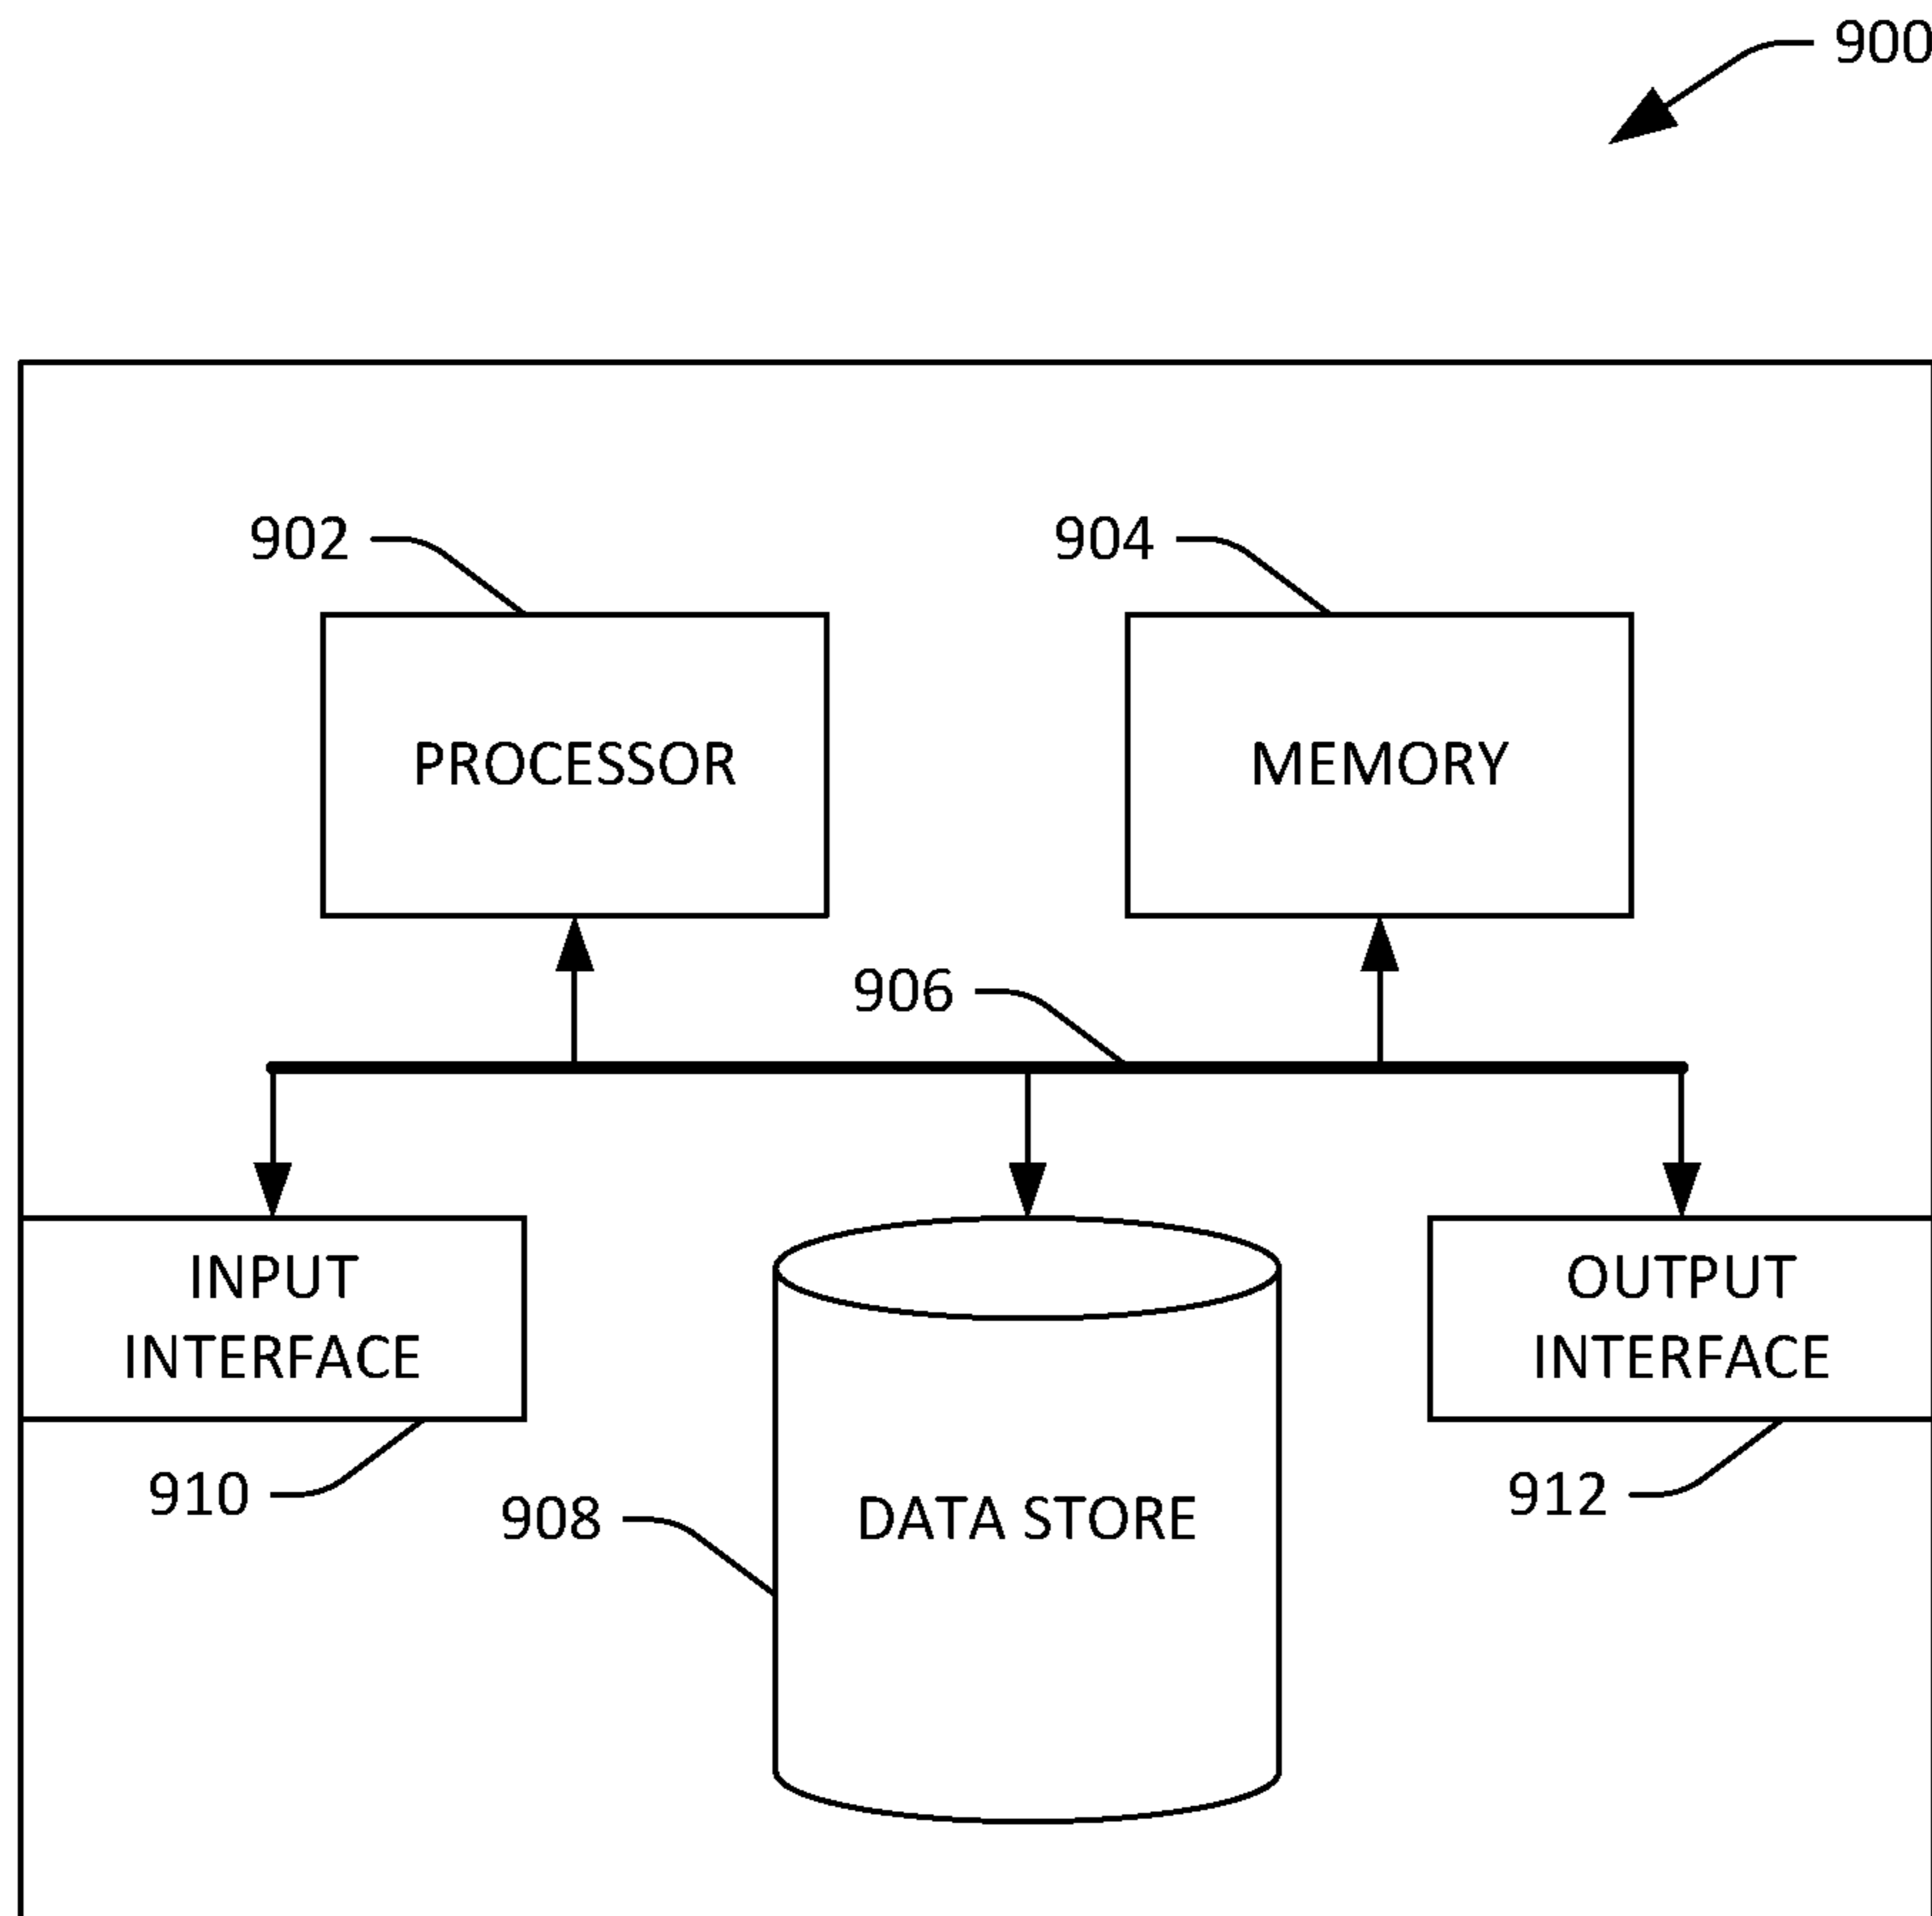 900
902
904
PROCESSOR
MEMORY
906
INPUT
INTERFACE
OUTPUT
INTERFACE
910
908
DATA STORE
912